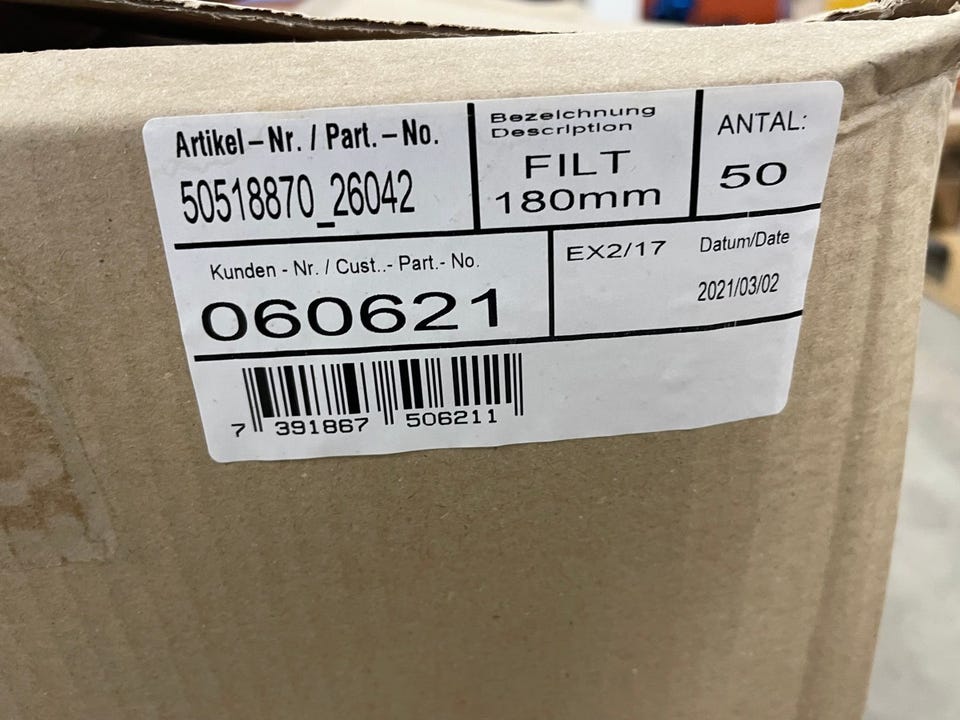 Artikel-Nr. / Part.-No.
50518870_26042
Bezeichnung
Description
FILT
180mm
ANTAL:
50
Kunden - Nr. / Cust..- Part.- No.
060621
EX2/17
Datum/Date
2021/03/02
7 391867 506211